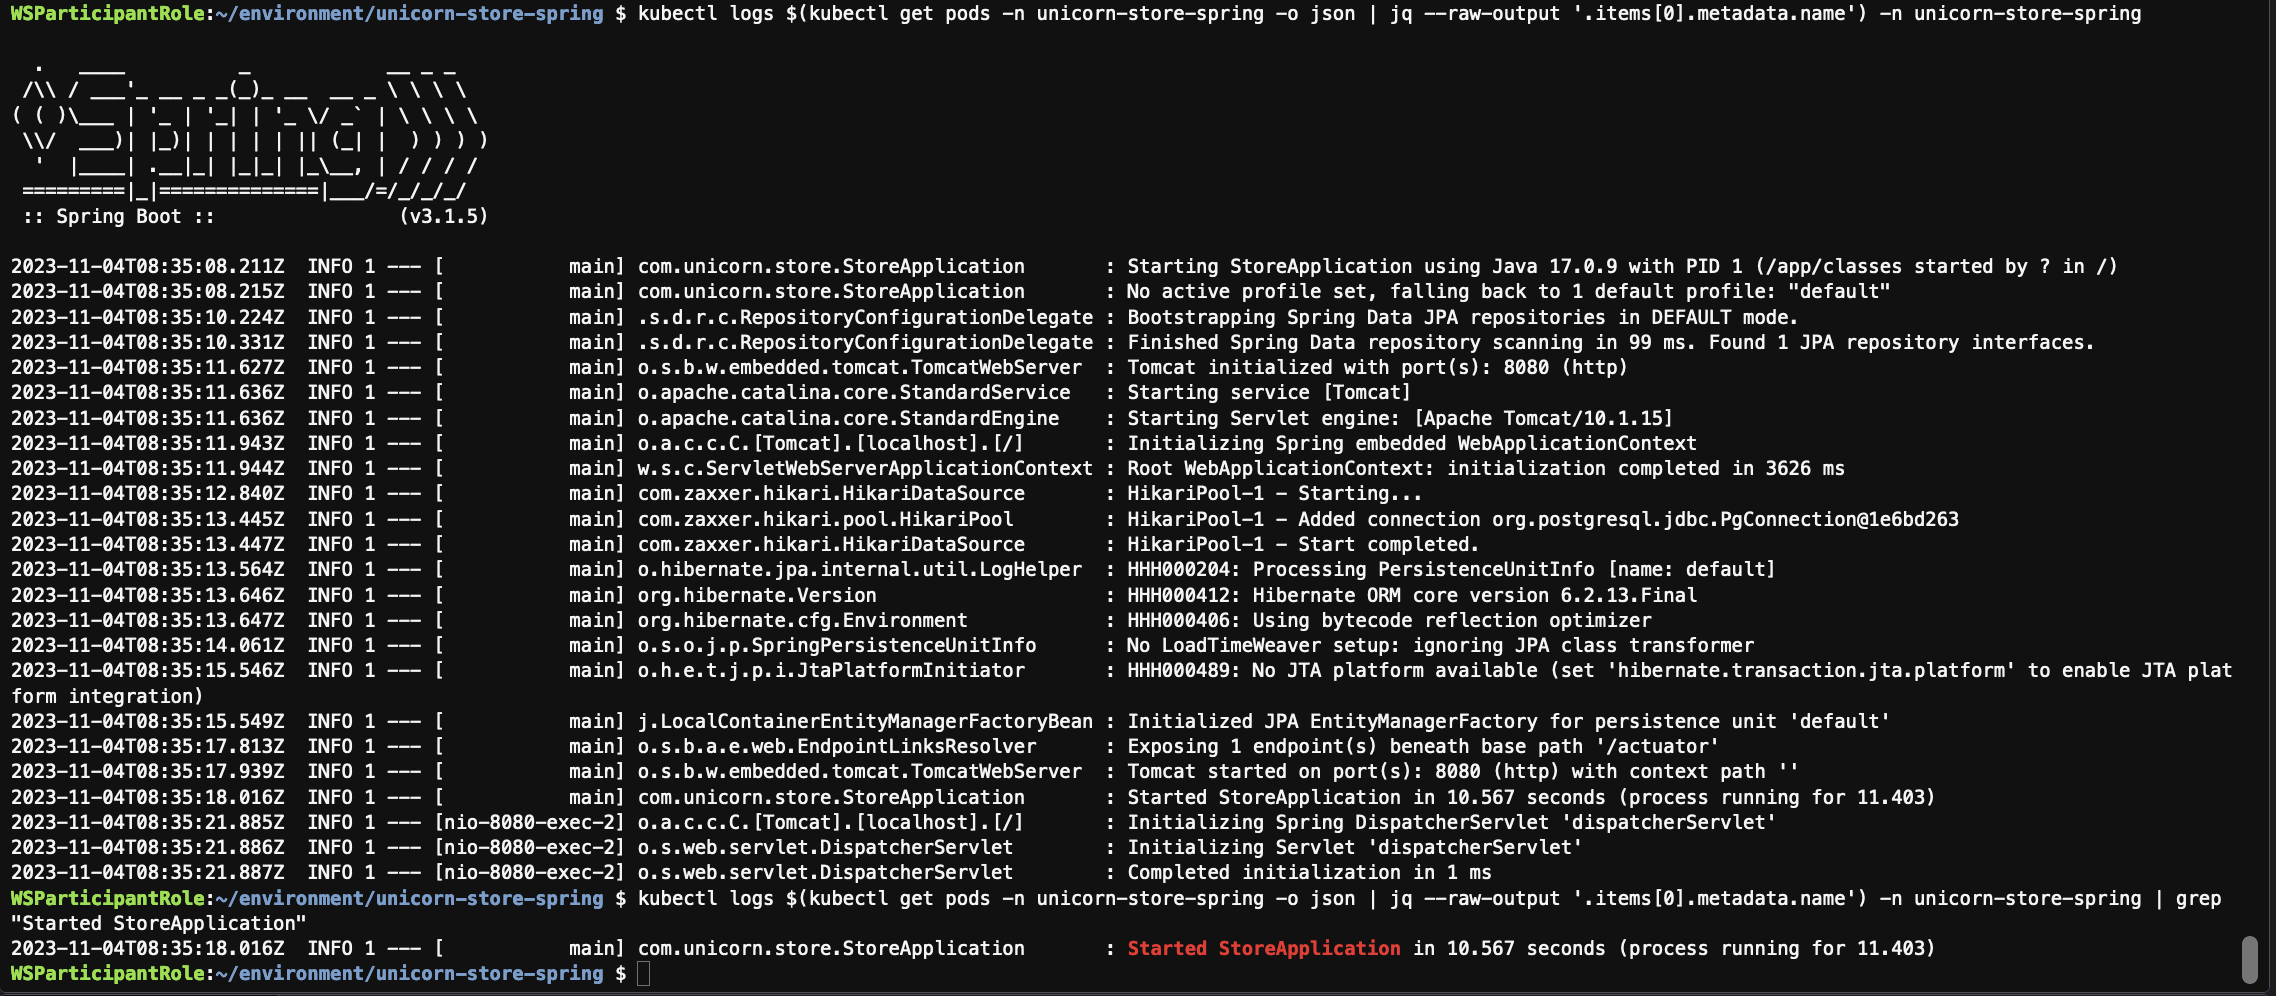 WSParticipantRole:~/environment/unicorn-store-spring $ kubectl logs $(kubectl get pods -n unicorn-store-spring -o json | jq --raw-output '.items[0].metadata.name') -n unicorn-store-spring
  .   ____          _            __ _ _
 /\\ / ___'_ __ _ _(_)_ __  __ _ \ \ \ \
( ( )\___ | '_ | '_| | '_ \/ _` | \ \ \ \
 \\/  ___)| |_)| | | | | || (_| |  ) ) ) )
  '  |____| .__|_| |_|_| |_\__, | / / / /
 =========|_|==============|___/=/_/_/_/
 :: Spring Boot ::                (v3.1.5)
2023-11-04T08:35:08.211Z  INFO 1 --- [           main] com.unicorn.store.StoreApplication       : Starting StoreApplication using Java 17.0.9 with PID 1 (/app/classes started by ? in /)
2023-11-04T08:35:08.215Z  INFO 1 --- [           main] com.unicorn.store.StoreApplication       : No active profile set, falling back to 1 default profile: "default"
2023-11-04T08:35:10.224Z  INFO 1 --- [           main] .s.d.r.c.RepositoryConfigurationDelegate : Bootstrapping Spring Data JPA repositories in DEFAULT mode.
2023-11-04T08:35:10.331Z  INFO 1 --- [           main] .s.d.r.c.RepositoryConfigurationDelegate : Finished Spring Data repository scanning in 99 ms. Found 1 JPA repository interfaces.
2023-11-04T08:35:11.627Z  INFO 1 --- [           main] o.s.b.w.embedded.tomcat.TomcatWebServer  : Tomcat initialized with port(s): 8080 (http)
2023-11-04T08:35:11.636Z  INFO 1 --- [           main] o.apache.catalina.core.StandardService   : Starting service [Tomcat]
2023-11-04T08:35:11.636Z  INFO 1 --- [           main] o.apache.catalina.core.StandardEngine    : Starting Servlet engine: [Apache Tomcat/10.1.15]
2023-11-04T08:35:11.943Z  INFO 1 --- [           main] o.a.c.c.C.[Tomcat].[localhost].[/]       : Initializing Spring embedded WebApplicationContext
2023-11-04T08:35:11.944Z  INFO 1 --- [           main] w.s.c.ServletWebServerApplicationContext : Root WebApplicationContext: initialization completed in 3626 ms
2023-11-04T08:35:12.840Z  INFO 1 --- [           main] com.zaxxer.hikari.HikariDataSource       : HikariPool-1 - Starting...
2023-11-04T08:35:13.445Z  INFO 1 --- [           main] com.zaxxer.hikari.pool.HikariPool        : HikariPool-1 - Added connection org.postgresql.jdbc.PgConnection@1e6bd263
2023-11-04T08:35:13.447Z  INFO 1 --- [           main] com.zaxxer.hikari.HikariDataSource       : HikariPool-1 - Start completed.
2023-11-04T08:35:13.564Z  INFO 1 --- [           main] o.hibernate.jpa.internal.util.LogHelper  : HHH000204: Processing PersistenceUnitInfo [name: default]
2023-11-04T08:35:13.646Z  INFO 1 --- [           main] org.hibernate.Version                    : HHH000412: Hibernate ORM core version 6.2.13.Final
2023-11-04T08:35:13.647Z  INFO 1 --- [           main] org.hibernate.cfg.Environment            : HHH000406: Using bytecode reflection optimizer
2023-11-04T08:35:14.061Z  INFO 1 --- [           main] o.s.o.j.p.SpringPersistenceUnitInfo      : No LoadTimeWeaver setup: ignoring JPA class transformer
2023-11-04T08:35:15.546Z  INFO 1 --- [           main] o.h.e.t.j.p.i.JtaPlatformInitiator       : HHH000489: No JTA platform available (set 'hibernate.transaction.jta.platform' to enable JTA plat
form integration)
2023-11-04T08:35:15.549Z  INFO 1 --- [           main] j.LocalContainerEntityManagerFactoryBean : Initialized JPA EntityManagerFactory for persistence unit 'default'
2023-11-04T08:35:17.813Z  INFO 1 --- [           main] o.s.b.a.e.web.EndpointLinksResolver      : Exposing 1 endpoint(s) beneath base path '/actuator'
2023-11-04T08:35:17.939Z  INFO 1 --- [           main] o.s.b.w.embedded.tomcat.TomcatWebServer  : Tomcat started on port(s): 8080 (http) with context path ''
2023-11-04T08:35:18.016Z  INFO 1 --- [           main] com.unicorn.store.StoreApplication       : Started StoreApplication in 10.567 seconds (process running for 11.403)
2023-11-04T08:35:21.885Z  INFO 1 --- [nio-8080-exec-2] o.a.c.c.C.[Tomcat].[localhost].[/]       : Initializing Spring DispatcherServlet 'dispatcherServlet'
2023-11-04T08:35:21.886Z  INFO 1 --- [nio-8080-exec-2] o.s.web.servlet.DispatcherServlet        : Initializing Servlet 'dispatcherServlet'
2023-11-04T08:35:21.887Z  INFO 1 --- [nio-8080-exec-2] o.s.web.servlet.DispatcherServlet        : Completed initialization in 1 ms
WSParticipantRole:~/environment/unicorn-store-spring $ kubectl logs $(kubectl get pods -n unicorn-store-spring -o json | jq --raw-output '.items[0].metadata.name') -n unicorn-store-spring | grep
"Started StoreApplication"
2023-11-04T08:35:18.016Z  INFO 1 --- [           main] com.unicorn.store.StoreApplication       : Started StoreApplication in 10.567 seconds (process running for 11.403)
WSParticipantRole:~/environment/unicorn-store-spring $